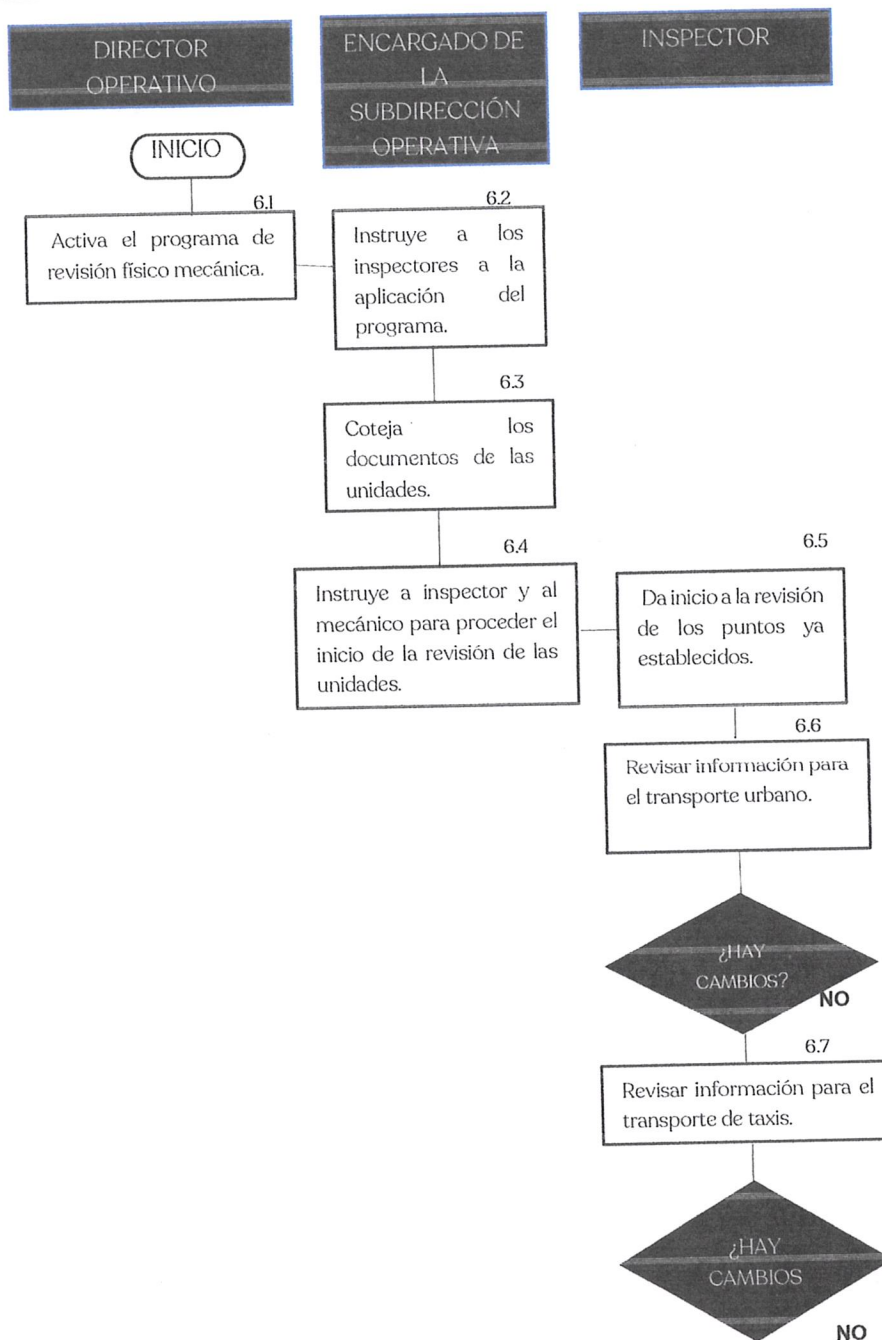 DIRECTOR
OPERATIVO
ENCARGADO DE
LA
SUBDIRECCIÓN
OPERATIVA
INSPECTOR
INICIO
6.1
Activa el programa de
revisión físico mecánica.
6.2
Instruye a los
inspectores a la
aplicación del
programa.
6.3
Coteja los
documentos de las
unidades.
6.4
Instruye a inspector y al
mecánico para proceder el
inicio de la revisión de las
unidades.
6.5
Da inicio a la revisión
de los puntos ya
establecidos.
6.6
Revisar información para
el transporte urbano.
¿HAY
CAMBIOS?
NO
6.7
Revisar información para el
transporte de taxis.
¿HAY
CAMBIOS
NO